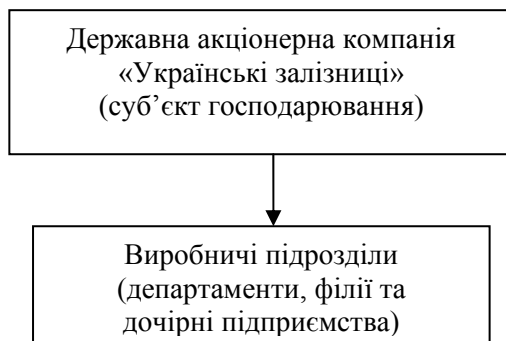 Державна акціонерна компанія
«Українські залізниці»
(суб’єкт господарювання)
Виробничі підрозділи
(департаменти, філії та
дочірні підприємства)